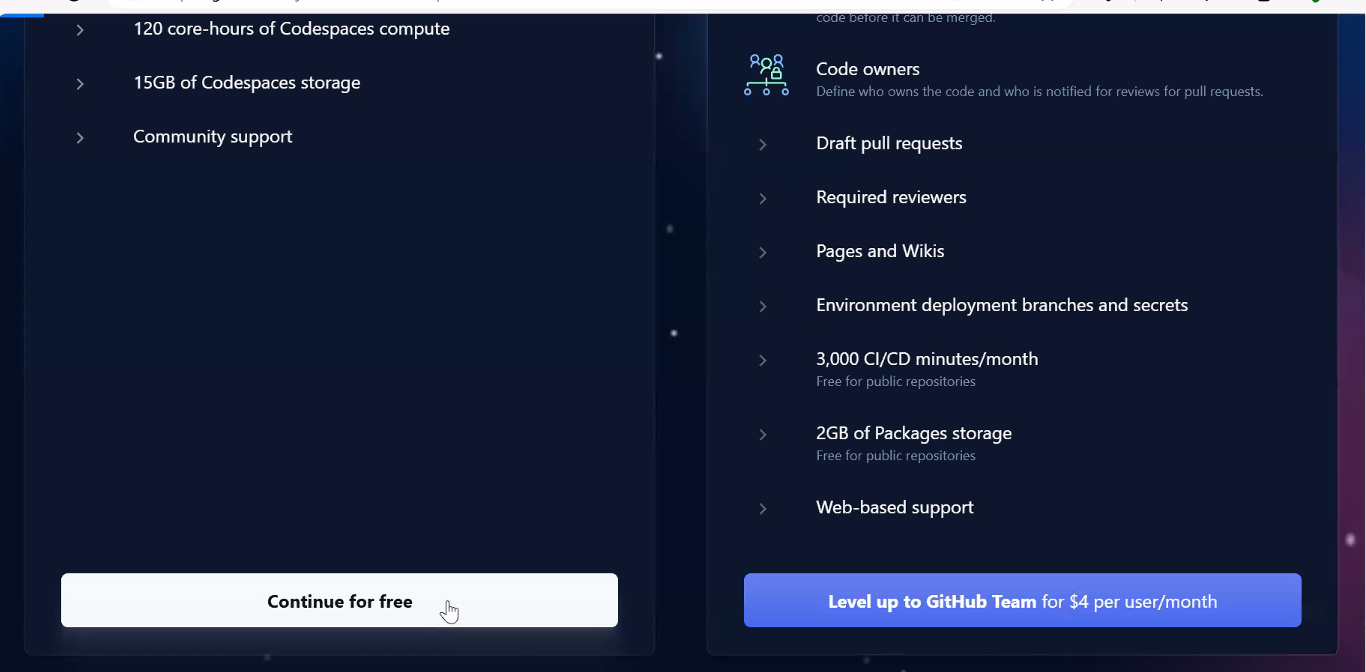 120 core-hours of Codespaces compute
15GB of Codespaces storage
Community support
Continue for free
code before it can be merged.
Code owners
Define who owns the code and who is notified for reviews for pull requests.
Draft pull requests
Required reviewers
Pages and Wikis
Environment deployment branches and secrets
3,000 CI/CD minutes/month
Free for public repositories
2GB of Packages storage
Free for public repositories
Web-based support
Level up to GitHub Team for $4 per user/month